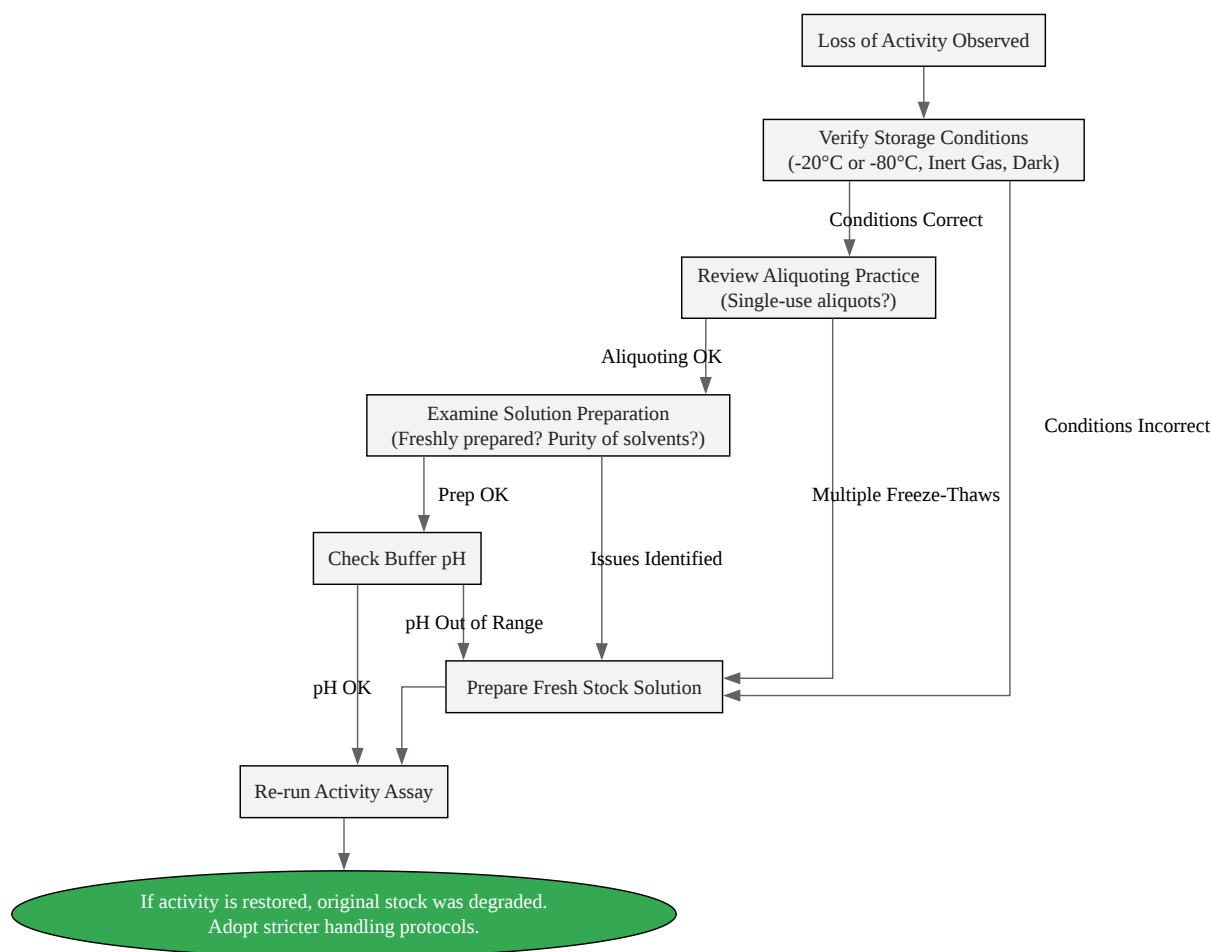 Loss of Activity Observed
Verify Storage Conditions
(-20°C or -80°C, Inert Gas, Dark)
Conditions Correct
Review Aliquoting Practice
(Single-use aliquots?)
Aliquoting OK
Examine Solution Preparation
(Freshly prepared? Purity of solvents?)
Conditions Incorrect
Prep OK
Multiple Freeze-Thaws
Check Buffer pH
Issues Identified
pH Out of Range
pH OK
Prepare Fresh Stock Solution
Re-run Activity Assay
If activity is restored, original stock was degraded.
Adopt stricter handling protocols.